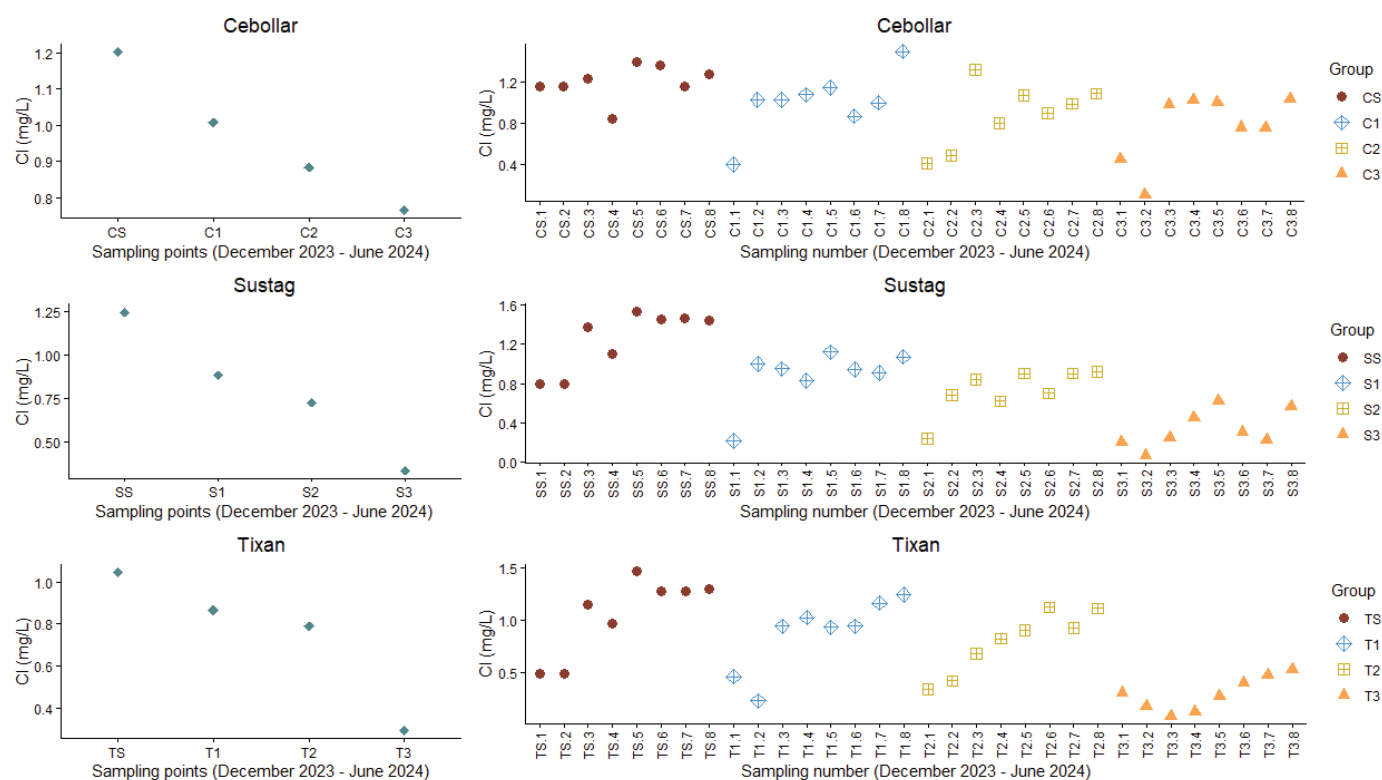 Cebollar
Cl (mg/L)
1.2
1.1
1.0
0.9
0.8
CS C1 C2 C3
Sampling points (December 2023 - June 2024)
Cebollar
Cl (mg/L)
1.2
0.8
0.4
CS.1 CS.2 CS.3 CS.4 CS.5 CS.6 CS.7 CS.8 C1.1 C1.2 C1.3 C1.4 C1.5 C1.6 C1.7 C1.8 C2.1 C2.2 C2.3 C2.4 C2.5 C2.6 C2.7 C2.8 C3.1 C3.2 C3.3 C3.4 C3.5 C3.6 C3.7 C3.8
Sampling number (December 2023 - June 2024)
Group
CS
C1
C2
C3
Sustag
Cl (mg/L)
1.25
1.00
0.75
0.50
SS S1 S2 S3
Sampling points (December 2023 - June 2024)
Sustag
Cl (mg/L)
1.6
1.2
0.8
0.4
0.0
SS.1 SS.2 SS.3 SS.4 SS.5 SS.6 SS.7 SS.8 S1.1 S1.2 S1.3 S1.4 S1.5 S1.6 S1.7 S1.8 S2.1 S2.2 S2.3 S2.4 S2.5 S2.6 S2.7 S2.8 S3.1 S3.2 S3.3 S3.4 S3.5 S3.6 S3.7 S3.8
Sampling number (December 2023 - June 2024)
Group
SS
S1
S2
S3
Tixan
Cl (mg/L)
1.0
0.8
0.6
0.4
TS T1 T2 T3
Sampling points (December 2023 - June 2024)
Tixan
Cl (mg/L)
1.5
1.0
0.5
TS.1 TS.2 TS.3 TS.4 TS.5 TS.6 TS.7 TS.8 T1.1 T1.2 T1.3 T1.4 T1.5 T1.6 T1.7 T1.8 T2.1 T2.2 T2.3 T2.4 T2.5 T2.6 T2.7 T2.8 T3.1 T3.2 T3.3 T3.4 T3.5 T3.6 T3.7 T3.8
Sampling number (December 2023 - June 2024)
Group
TS
T1
T2
T3